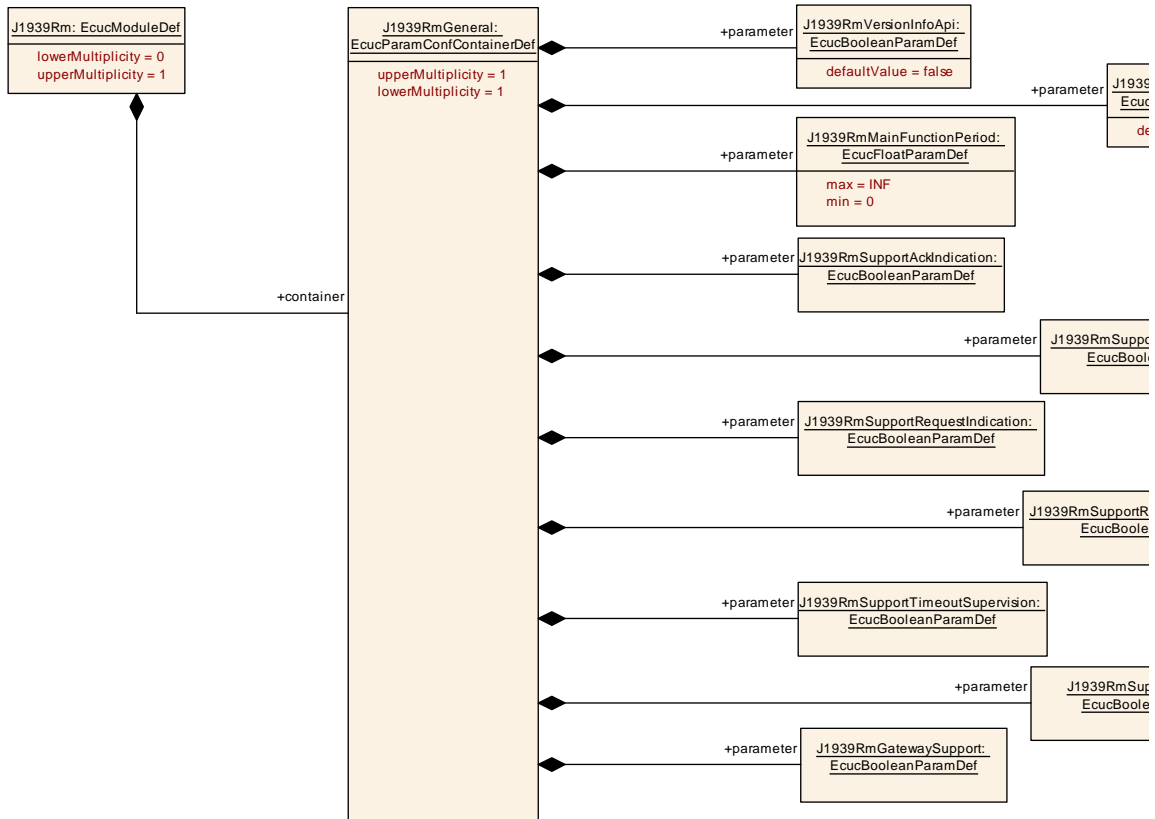 J1939Rm: EcucModuleDef
lowerMultiplicity = 0
upperMultiplicity = 1
+container
J1939RmGeneral:
EcucParamConfContainerDef
upperMultiplicity = 1
lowerMultiplicity = 1
+parameter
J1939RmVersionInfoApi:
EcucBooleanParamDef
defaultValue = false
+parameter
+parameter
J1939RmMainFunctionPeriod:
EcucFloatParamDef
max = INF
min = 0
+parameter
J1939RmSupportAckIndication:
EcucBooleanParamDef
+parameter
+parameter
J1939RmSupportRequestIndication:
EcucBooleanParamDef
+parameter
+parameter
J1939RmSupportTimeoutSupervision:
EcucBooleanParamDef
+parameter
+parameter
J1939RmGatewaySupport:
EcucBooleanParamDef